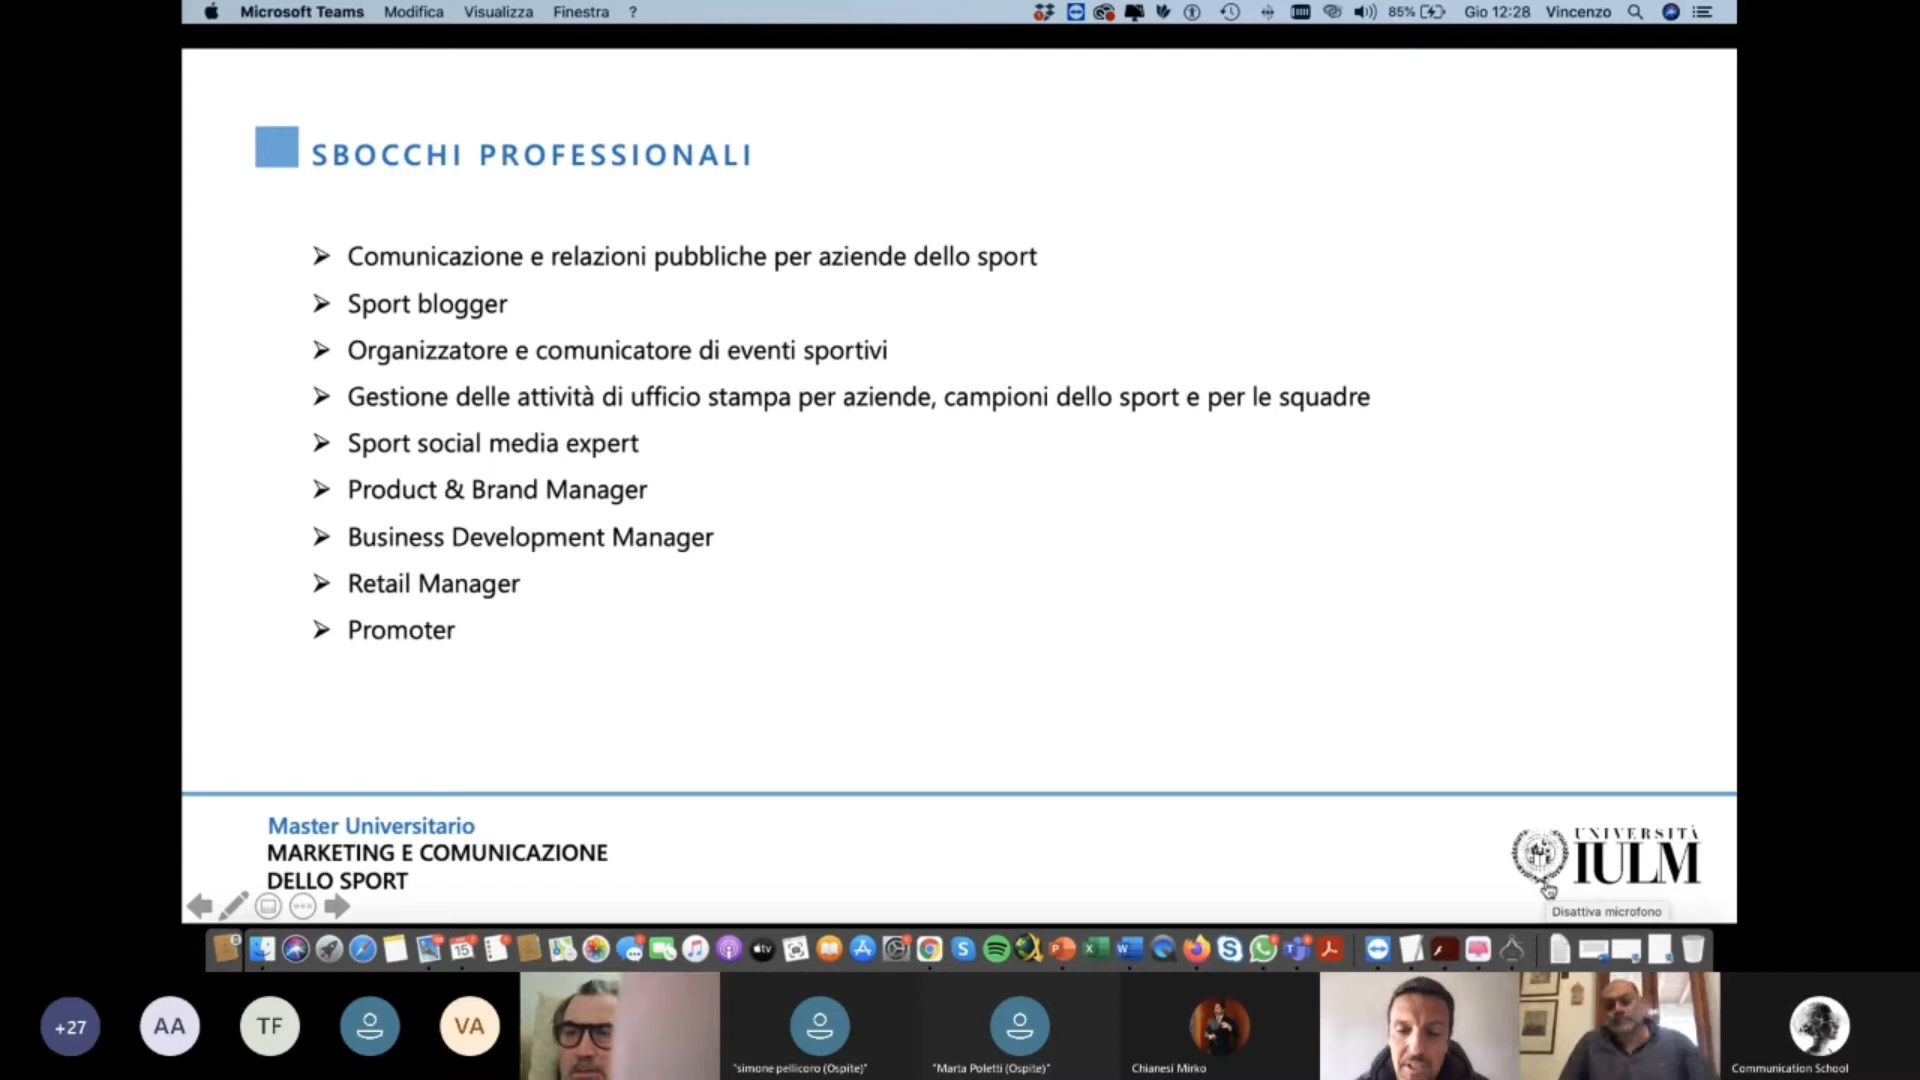 Microsoft Teams Modifica Visualizza Finestra ?
85% Gio 12:28 Vincenzo
SBOCCHI PROFESSIONALI
Comunicazione e relazioni pubbliche per aziende dello sport
Sport blogger
Organizzatore e comunicatore di eventi sportivi
Gestione delle attività di ufficio stampa per aziende, campioni dello sport e per le squadre
Sport social media expert
Product & Brand Manager
Business Development Manager
Retail Manager
Promoter
Master Universitario
MARKETING E COMUNICAZIONE
DELLO SPORT
UNIVERSITÀ
IULM
Disattiva microfono
+27
AA
TF
VA
"simone pellicoro (Ospite)"
"Marta Poletti (Ospite)"
Chianesi Mirko
Communication School